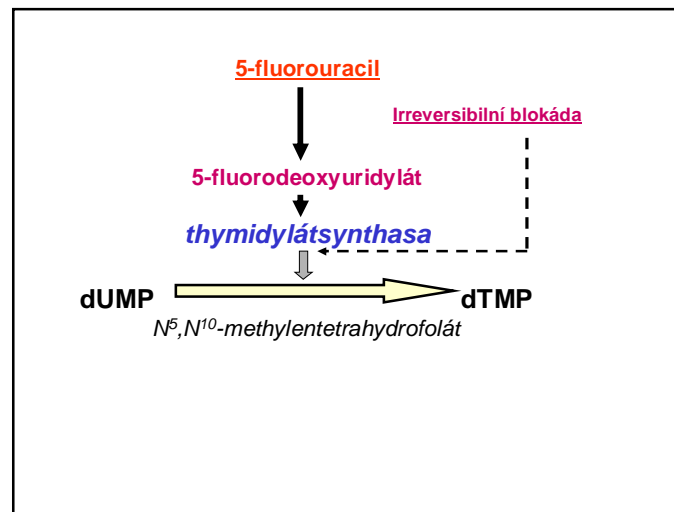 5-fluorouracil
Irreversibilní blokáda
5-fluorodeoxyuridylát
thymidylátsynthasa
dUMP
dTMP
N⁵,N¹⁰-methylentetrahydrofolát